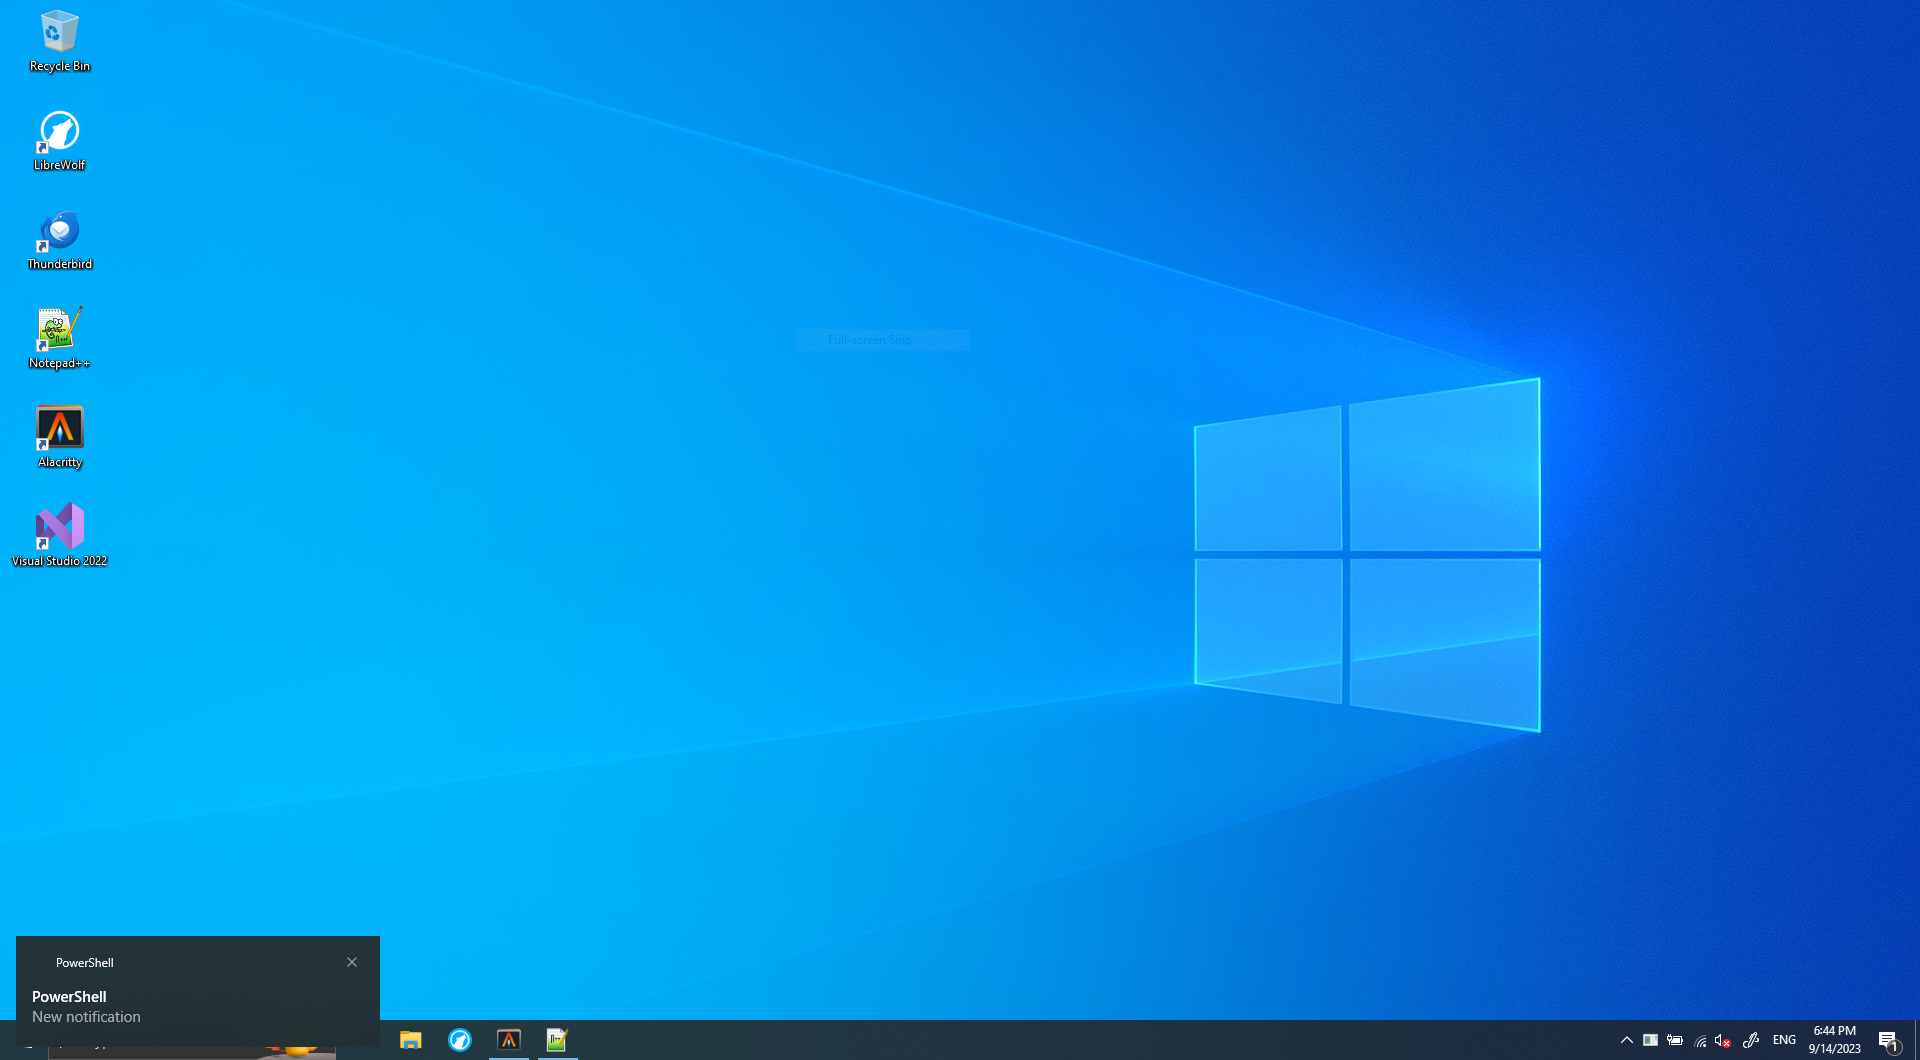 Recycle Bin
LibreWolf
Thunderbird
Notepad++
Alacritty
Visual Studio 2022
Full-screen Snip
PowerShell
PowerShell
New notification
ENG
6:44 PM
9/14/2023
1